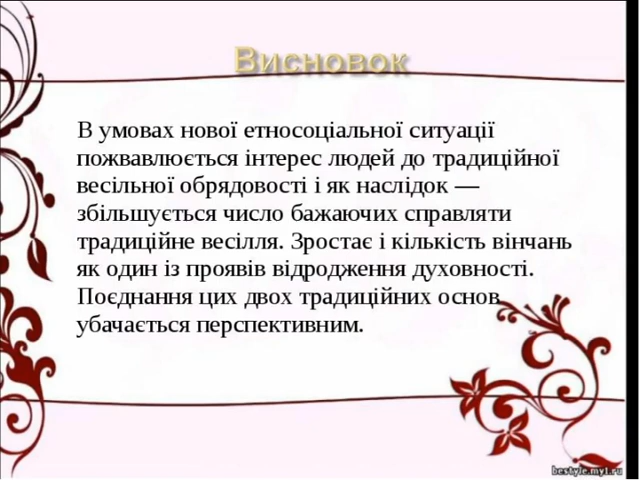 Висновок
В умовах нової етносоціальної ситуації
пожвавлюється інтерес людей до традиційної
весільної обрядовості і як наслідок —
збільшується число бажаючих справляти
традиційне весілля. Зростає і кількість вінчань
як один із проявів відродження духовності.
Поєднання цих двох традиційних основ
убачається перспективним.
bestyle.my1.ru